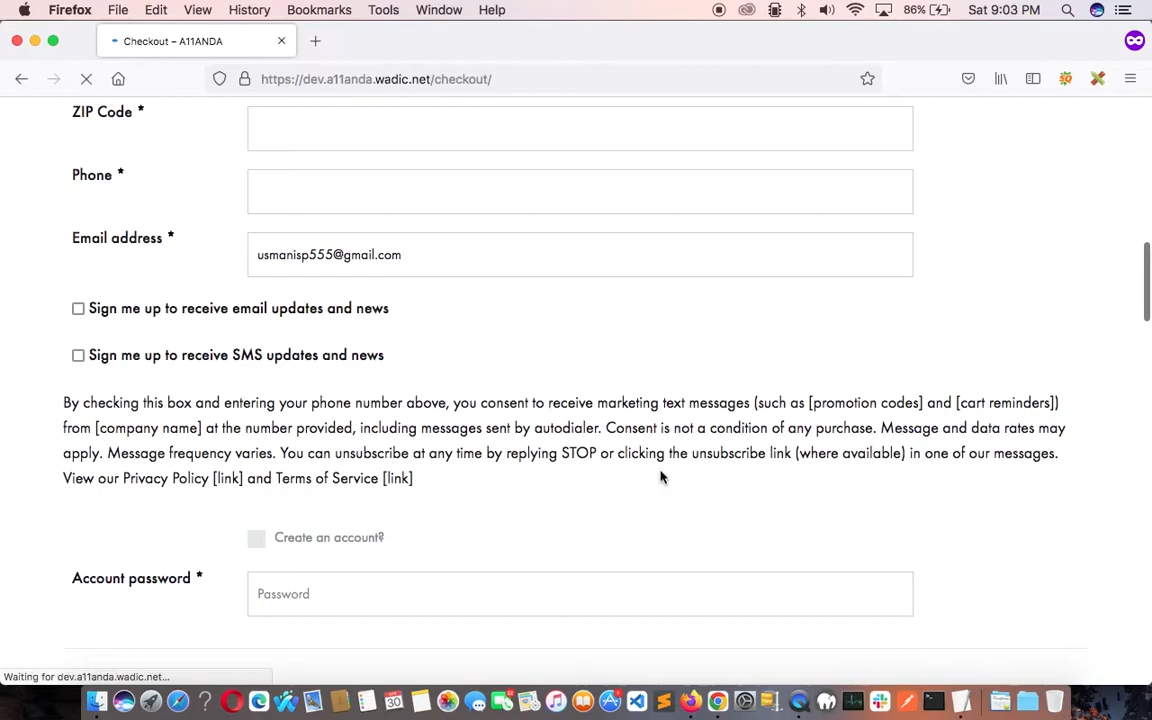 Firefox File Edit View History Bookmarks Tools Window Help 86% Sat 9:03 PM
Checkout – A11ANDA
https://dev.a11anda.wadic.net/checkout/
ZIP Code *
Phone *
Email address *
usmanisp555@gmail.com
Sign me up to receive email updates and news
Sign me up to receive SMS updates and news
By checking this box and entering your phone number above, you consent to receive marketing text messages (such as [promotion codes] and [cart reminders])
from [company name] at the number provided, including messages sent by autodialer. Consent is not a condition of any purchase. Message and data rates may
apply. Message frequency varies. You can unsubscribe at any time by replying STOP or clicking the unsubscribe link (where available) in one of our messages.
View our Privacy Policy [link] and Terms of Service [link]
Create an account?
Account password *
Password
Waiting for dev.a11anda.wadic.net...